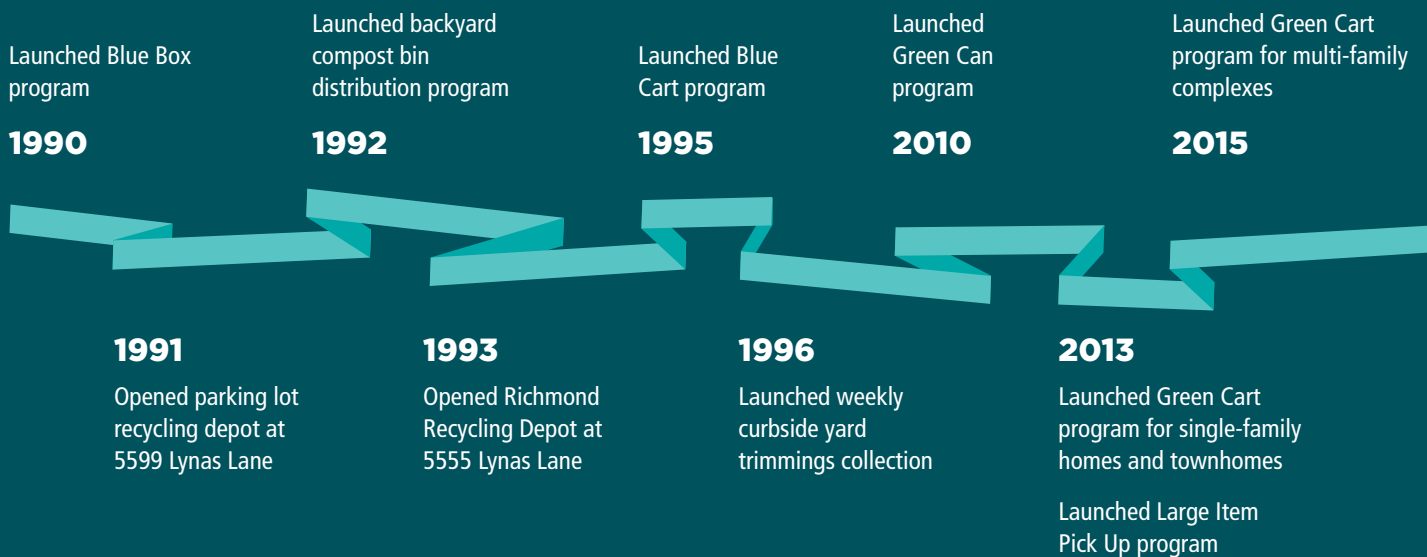 Launched Blue Box
program
1990
Launched backyard
compost bin
distribution program
1992
Launched Blue
Cart program
1995
Launched
Green Can
program
2010
Launched Green Cart
program for multi-family
complexes
2015
1991
Opened parking lot
recycling depot at
5599 Lynas Lane
1993
Opened Richmond
Recycling Depot at
5555 Lynas Lane
1996
Launched weekly
curbside yard
trimmings collection
2013
Launched Green Cart
program for single-family
homes and townhomes
Launched Large Item
Pick Up program